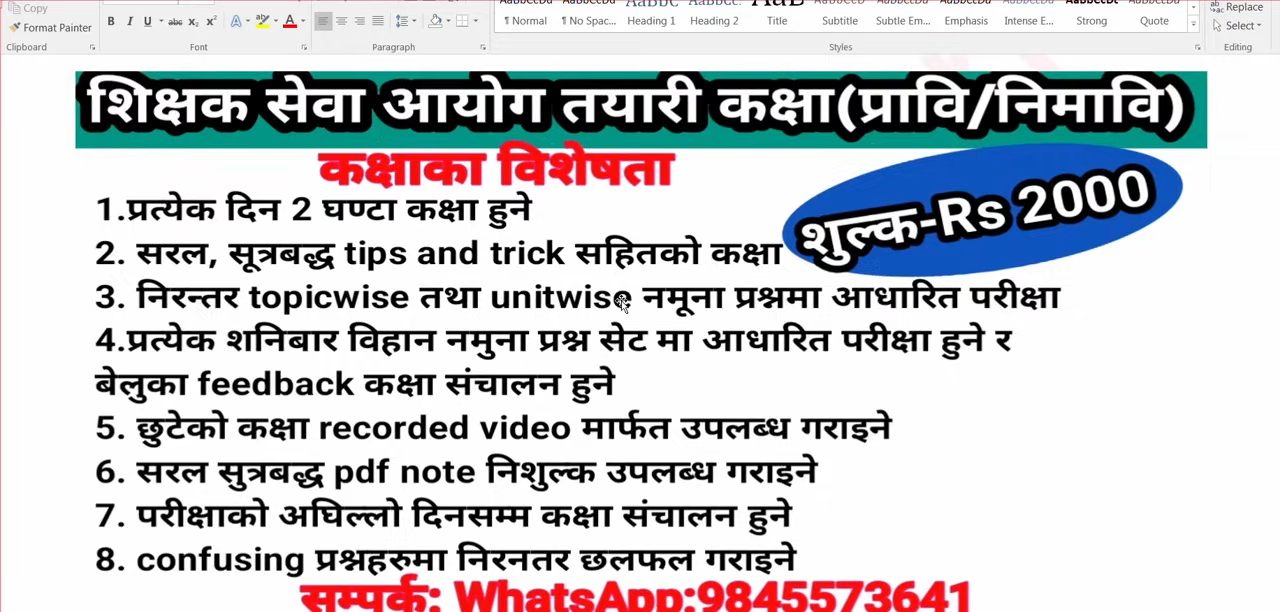 Copy
Format Painter
Clipboard
B I U abc x₂ x²
Font
Paragraph
¶ Normal ¶ No Spac... Heading 1 Heading 2 Title Subtitle Subtle Em... Emphasis Intense E... Strong Quote
Styles
Replace
Select
Editing
शिक्षक सेवा आयोग तयारी कक्षा(प्रावि/निमावि)
कक्षाका विशेषता
शुल्क-Rs 2000
1.प्रत्येक दिन 2 घण्टा कक्षा हुने
2. सरल, सूत्रबद्ध tips and trick सहितको कक्षा
3. निरन्तर topicwise तथा unitwise नमूना प्रश्नमा आधारित परीक्षा
4.प्रत्येक शनिबार विहान नमुना प्रश्न सेट मा आधारित परीक्षा हुने र
बेलुका feedback कक्षा संचालन हुने
5. छुटेको कक्षा recorded video मार्फत उपलब्ध गराइने
6. सरल सुत्रबद्ध pdf note निशुल्क उपलब्ध गराइने
7. परीक्षाको अघिल्लो दिनसम्म कक्षा संचालन हुने
8. confusing प्रश्नहरुमा निरनतर छलफल गराइने
सम्पर्क: WhatsApp:9845573641